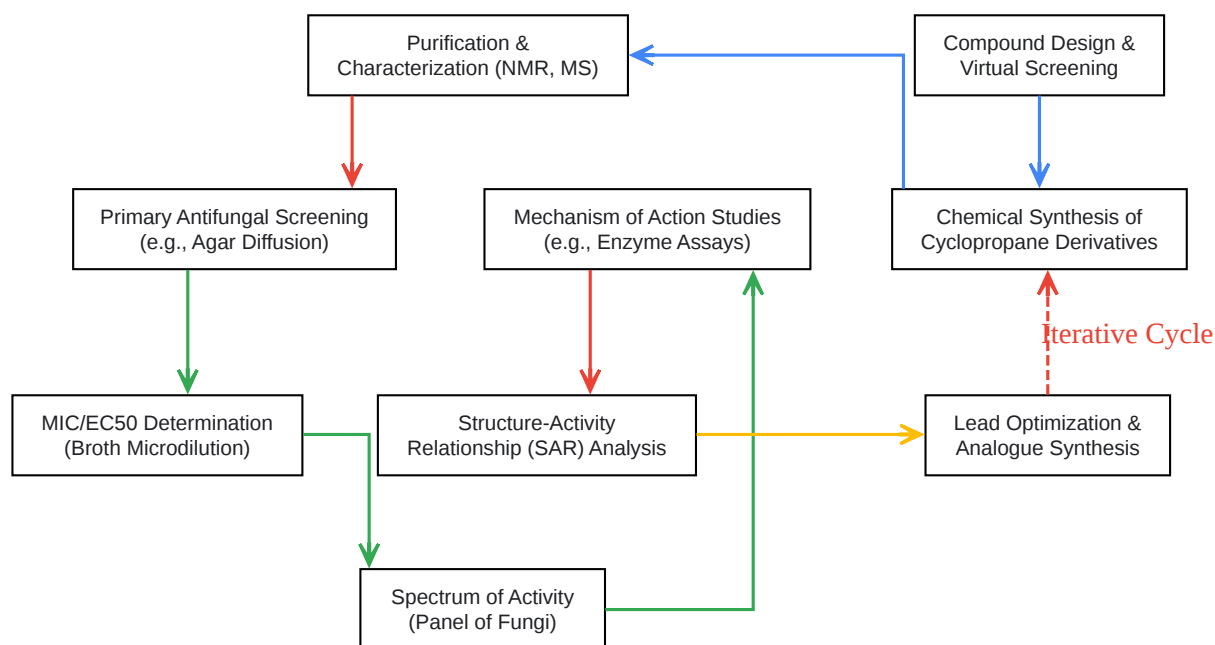 Purification &
Characterization (NMR, MS)
Compound Design &
Virtual Screening
Primary Antifungal Screening
(e.g., Agar Diffusion)
Mechanism of Action Studies
(e.g., Enzyme Assays)
Chemical Synthesis of
Cyclopropane Derivatives
Iterative Cycle
MIC/EC50 Determination
(Broth Microdilution)
Structure-Activity
Relationship (SAR) Analysis
Lead Optimization &
Analogue Synthesis
Spectrum of Activity
(Panel of Fungi)